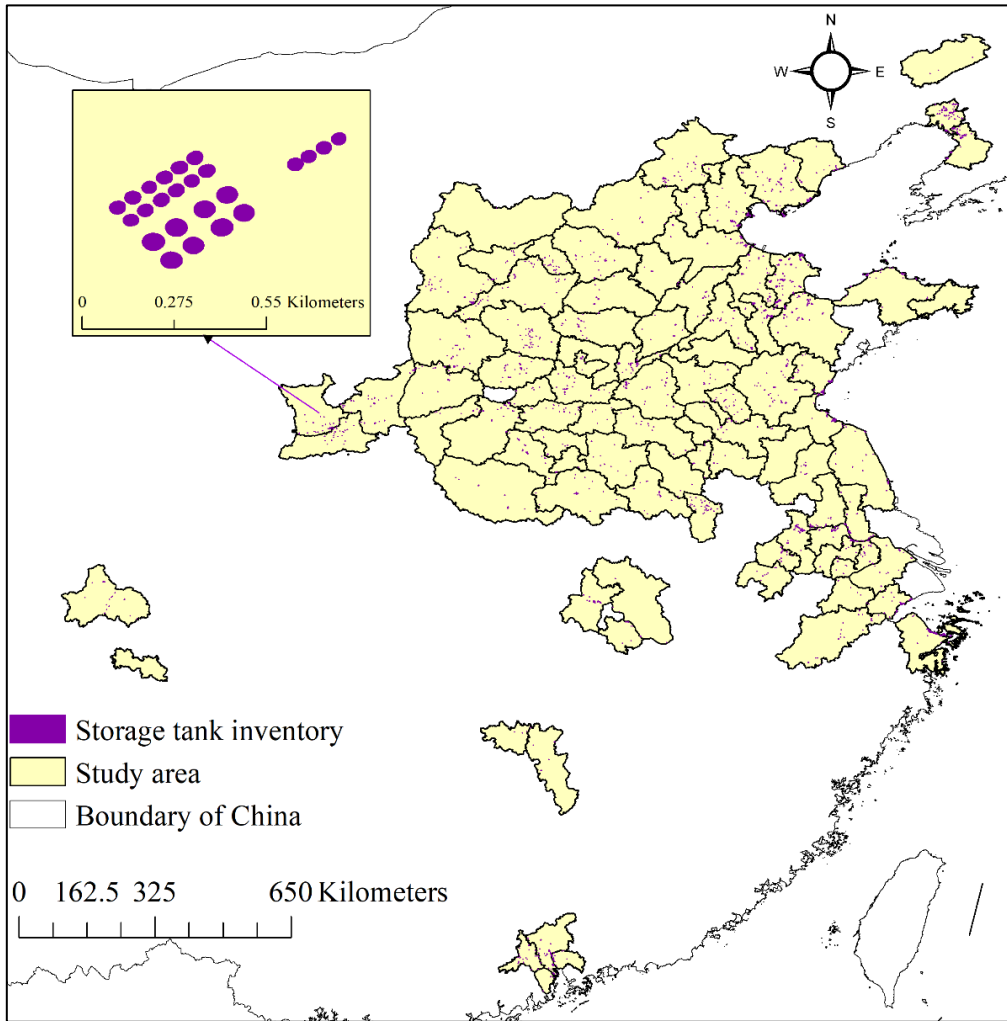 N
W E
S
0 0.275 0.55 Kilometers
Storage tank inventory
Study area
Boundary of China
0 162.5 325 650 Kilometers